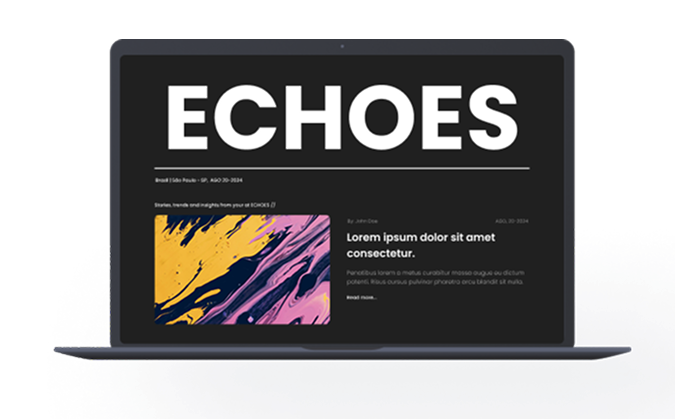 ECHOES
Brasil | São Paulo - SP, AGO 20-2024
Stories, trends and insights from your at ECHOES //
By: John Doe AGO, 20-2024
Lorem ipsum dolor sit amet
consectetur.
Penatibus lorem a metus curabitur massa augue eu dictum
potenti. Risus cursus pulvinar pharetra arcu blandit sit nulla.
Read more...